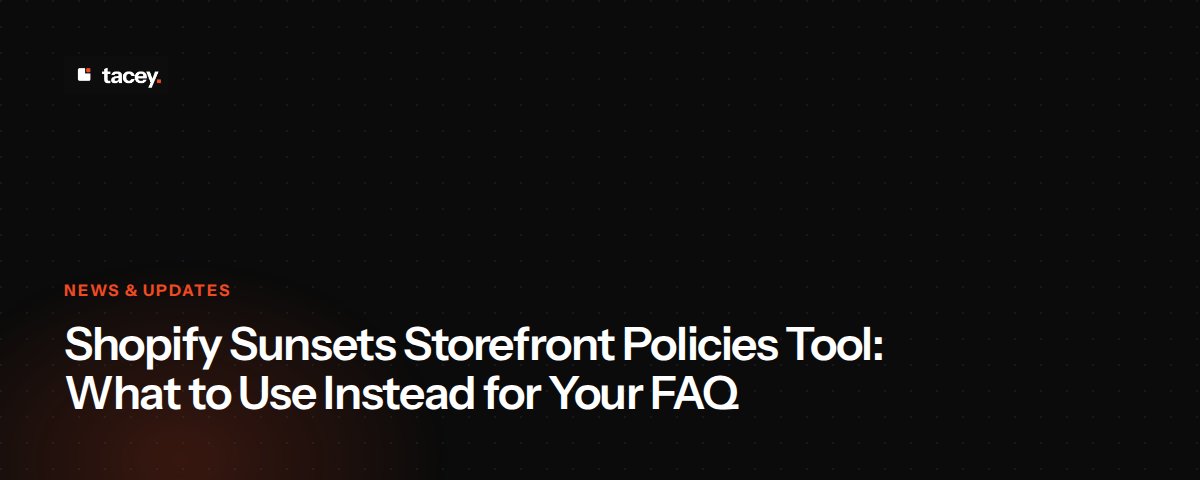 tacey.
NEWS & UPDATES
Shopify Sunsets Storefront Policies Tool:
What to Use Instead for Your FAQ